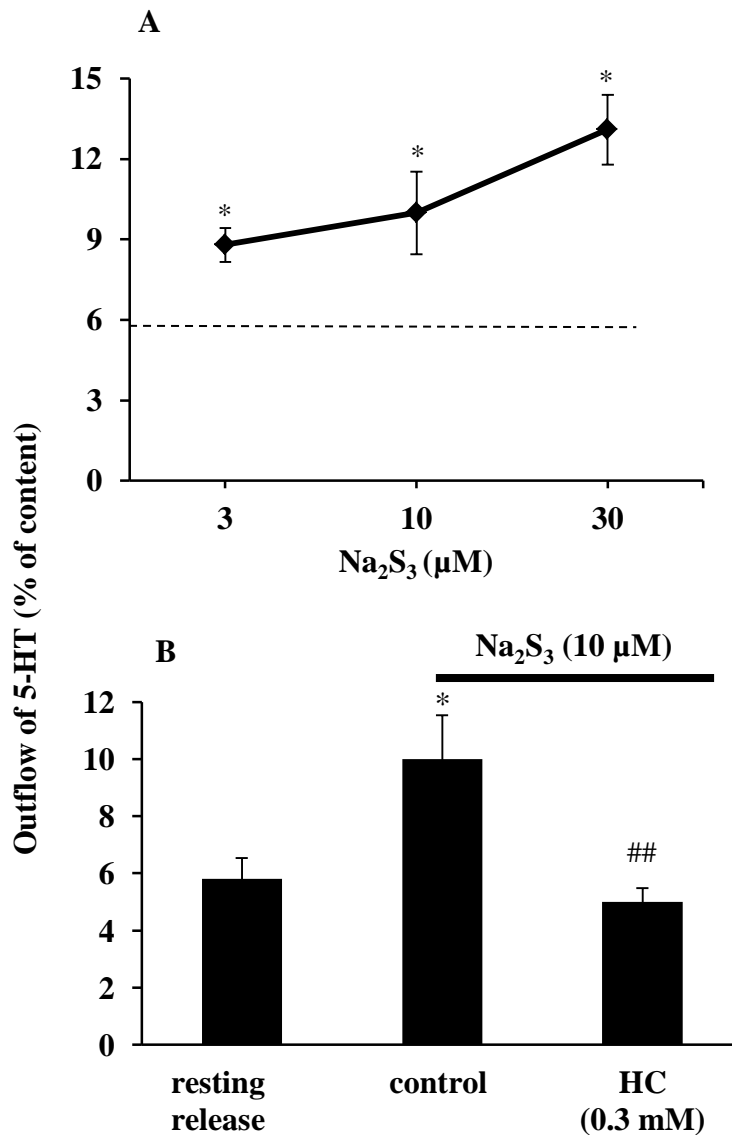 A
15
12
9
6
3
0
*
*
*
3 10 30
Na₂S₃ (µM)
Outflow of 5-HT (% of content)
B
Na₂S₃ (10 µM)
12
10
8
6
4
2
0
*
##
resting
release
control
HC
(0.3 mM)